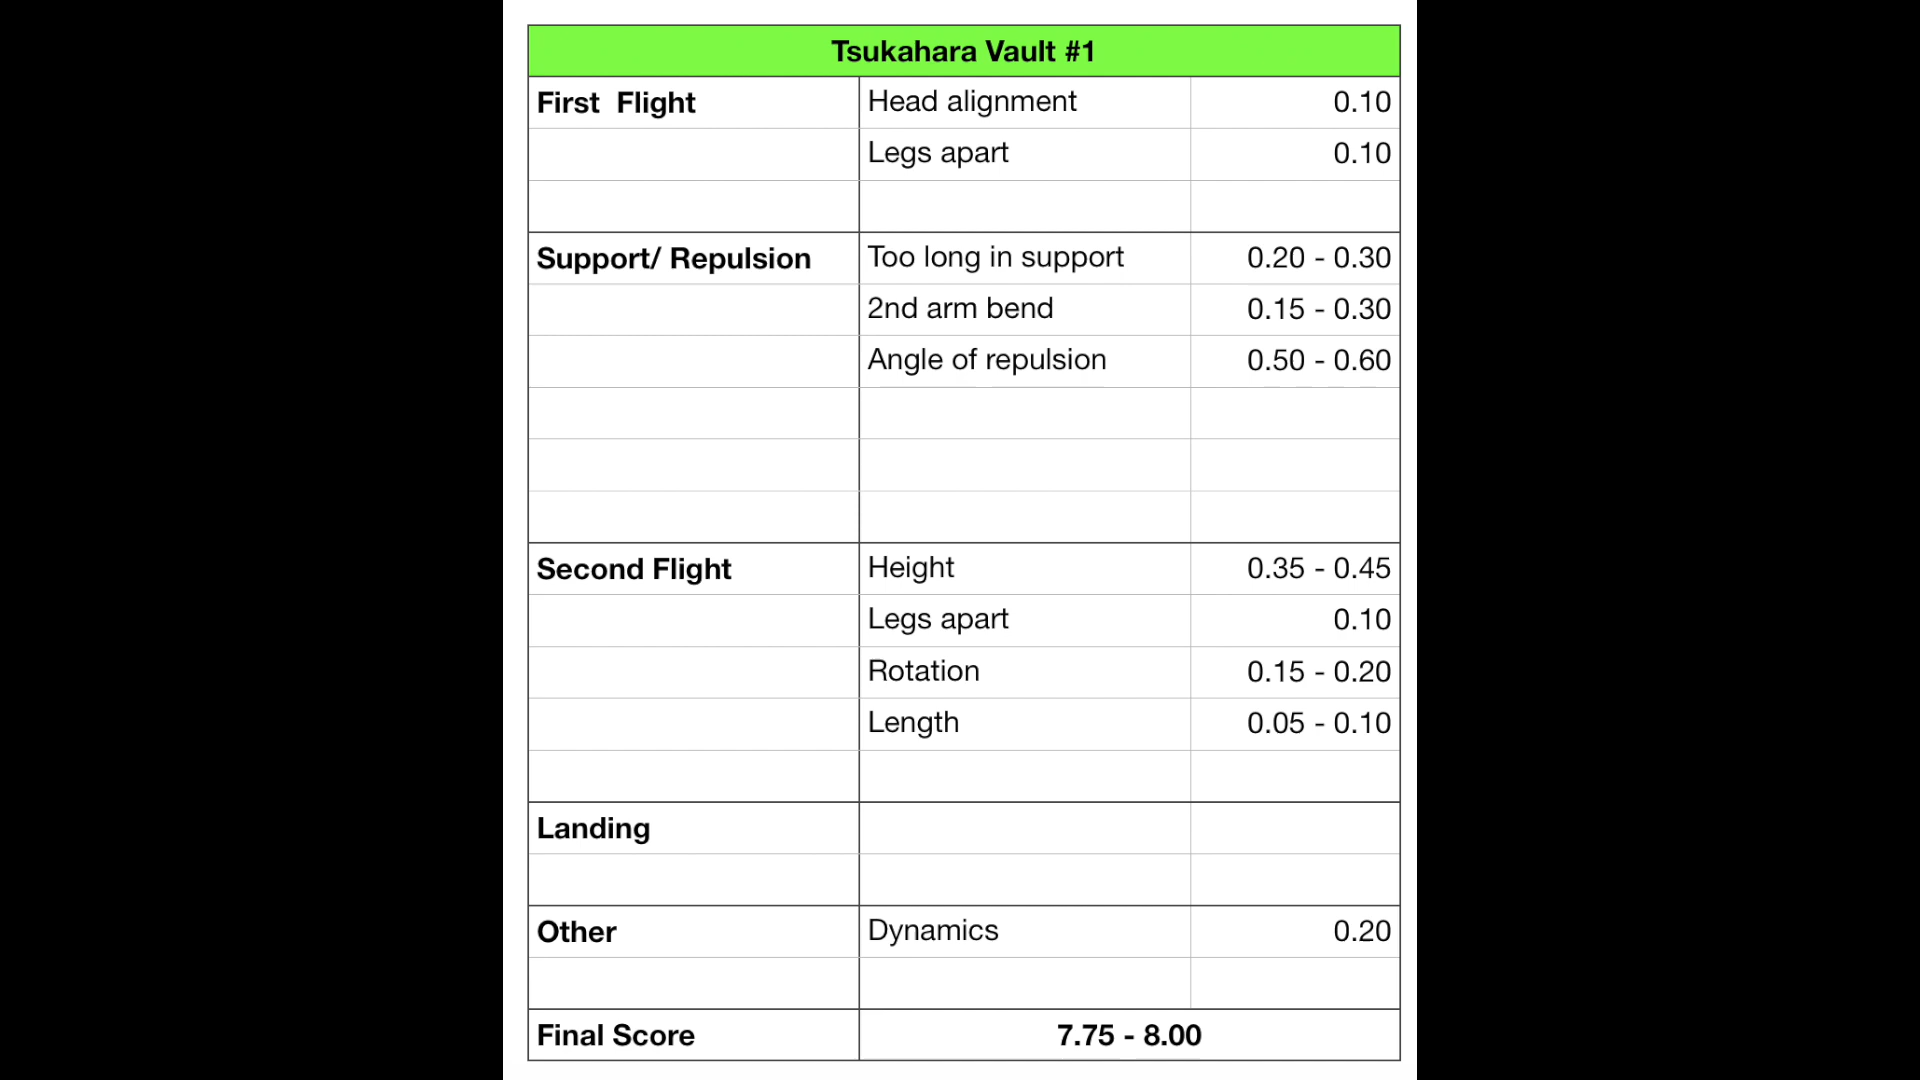 Tsukahara Vault #1
First Flight Head alignment 0.10
Legs apart 0.10
Support/ Repulsion Too long in support 0.20 - 0.30
2nd arm bend 0.15 - 0.30
Angle of repulsion 0.50 - 0.60
Second Flight Height 0.35 - 0.45
Legs apart 0.10
Rotation 0.15 - 0.20
Length 0.05 - 0.10
Landing
Other Dynamics 0.20
Final Score 7.75 - 8.00